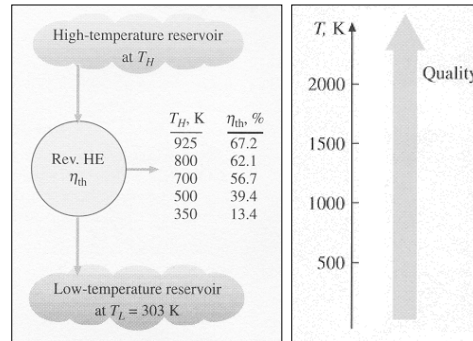 High-temperature reservoir
at T_H
Rev. HE
η_th
T_H, K η_th, %
925 67.2
800 62.1
700 56.7
500 39.4
350 13.4
Low-temperature reservoir
at T_L = 303 K
T, K
Quality
2000
1500
1000
500